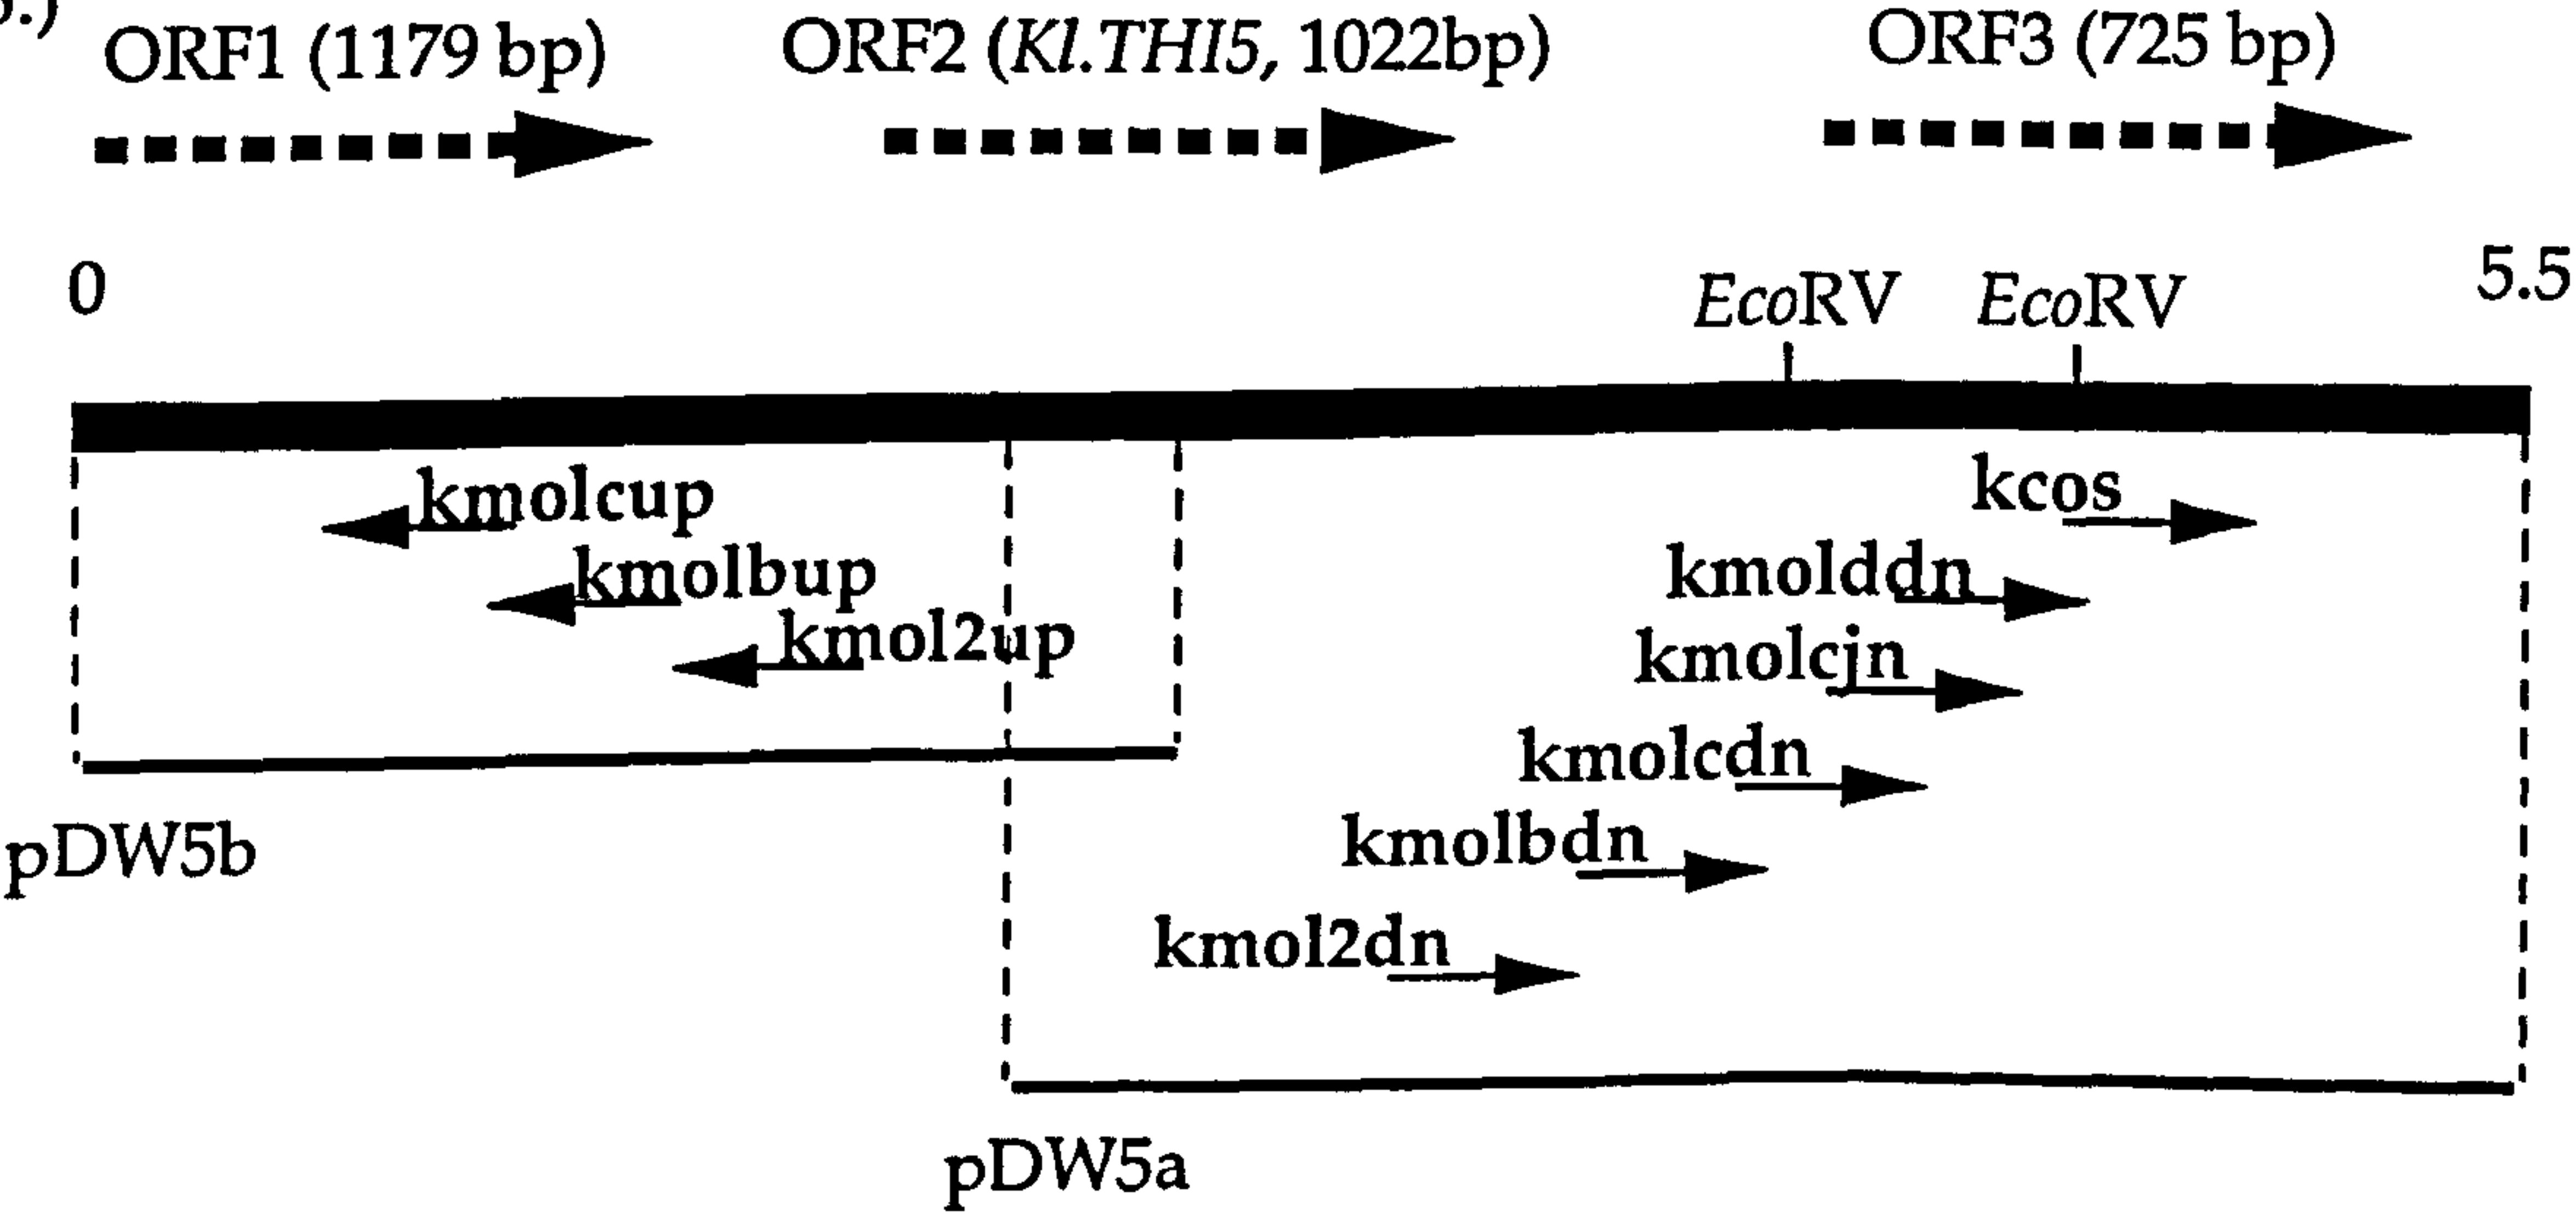 ORF1 (1179 bp) ORF2 (Kl.THI5, 1022bp) ORF3 (725 bp)
0 EcoRV EcoRV 5.5
kmolcup kcos
kmolbup kmolddn
kmol2up kmolcjn
kmolcdn
pDW5b kmolbdn
kmol2dn
pDW5a